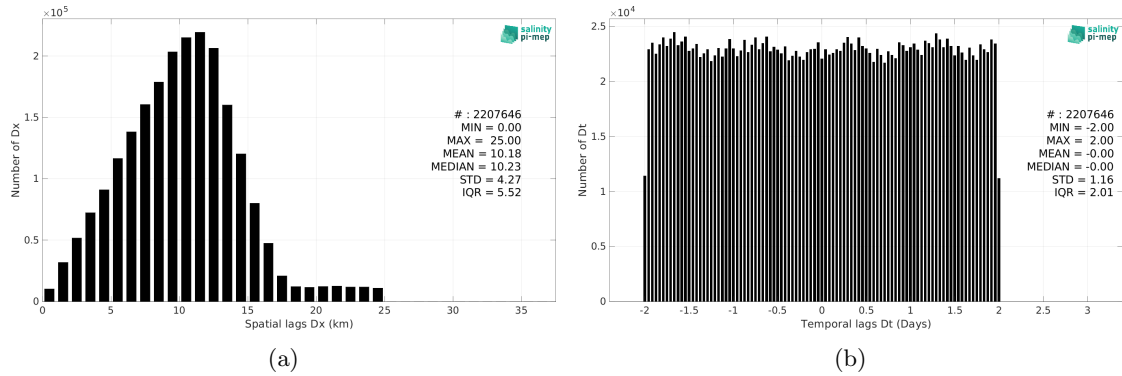 ×10⁵
2
1.5
1
0.5
0
Number of Dx
0 5 10 15 20 25 30 35
Spatial lags Dx (km)
salinity
pi-mep
# : 2207646
MIN = 0.00
MAX = 25.00
MEAN = 10.18
MEDIAN = 10.23
STD = 4.27
IQR = 5.52
(a)
×10⁴
2.5
2
1.5
1
0.5
0
Number of Dt
-2 -1.5 -1 -0.5 0 0.5 1 1.5 2 2.5 3
Temporal lags Dt (Days)
salinity
pi-mep
# : 2207646
MIN = -2.00
MAX = 2.00
MEAN = -0.00
MEDIAN = -0.00
STD = 1.16
IQR = 2.01
(b)